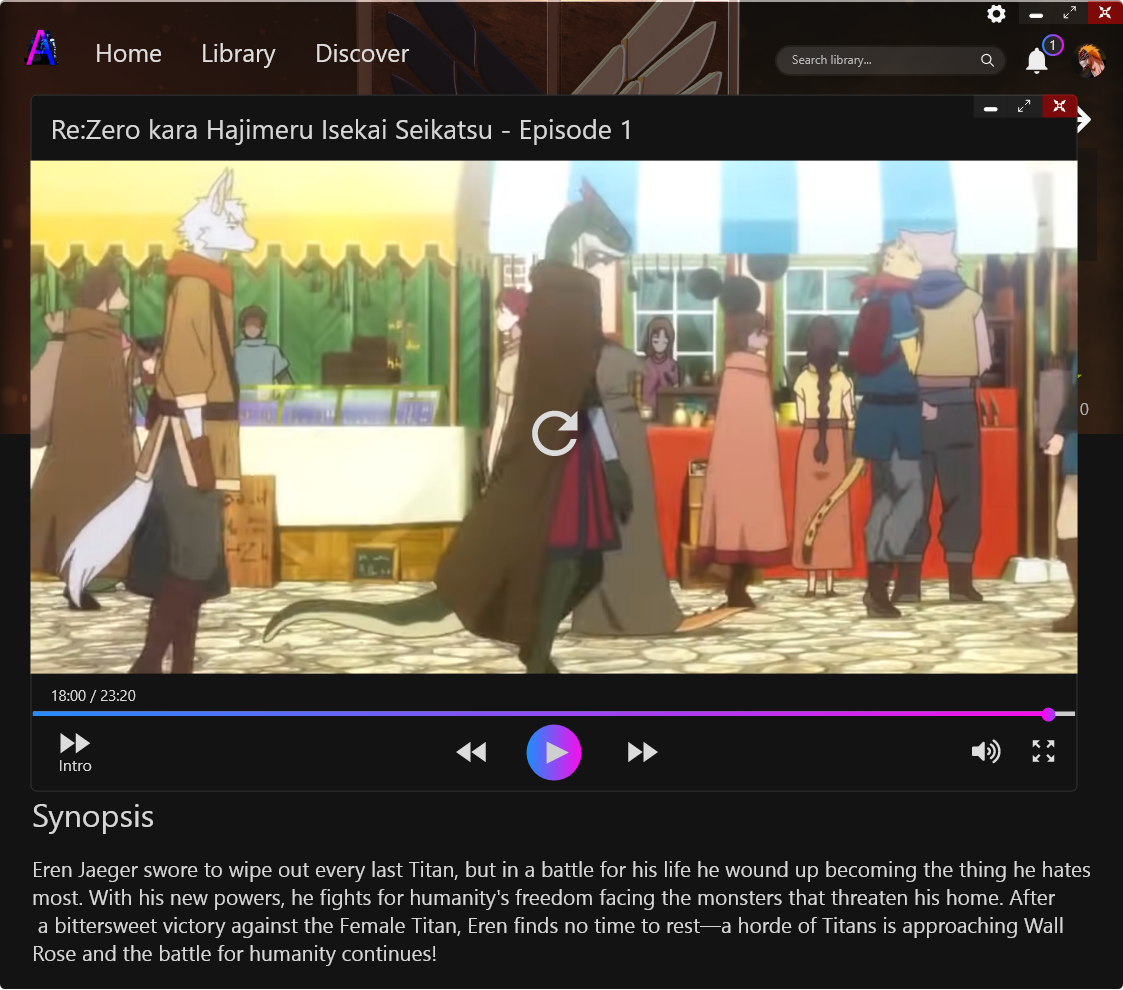 A
Home Library Discover
Search library...
1
Re:Zero kara Hajimeru Isekai Seikatsu - Episode 1
0
18:00 / 23:20
Intro
Synopsis
Eren Jaeger swore to wipe out every last Titan, but in a battle for his life he wound up becoming the thing he hates
most. With his new powers, he fights for humanity's freedom facing the monsters that threaten his home. After
a bittersweet victory against the Female Titan, Eren finds no time to rest—a horde of Titans is approaching Wall
Rose and the battle for humanity continues!